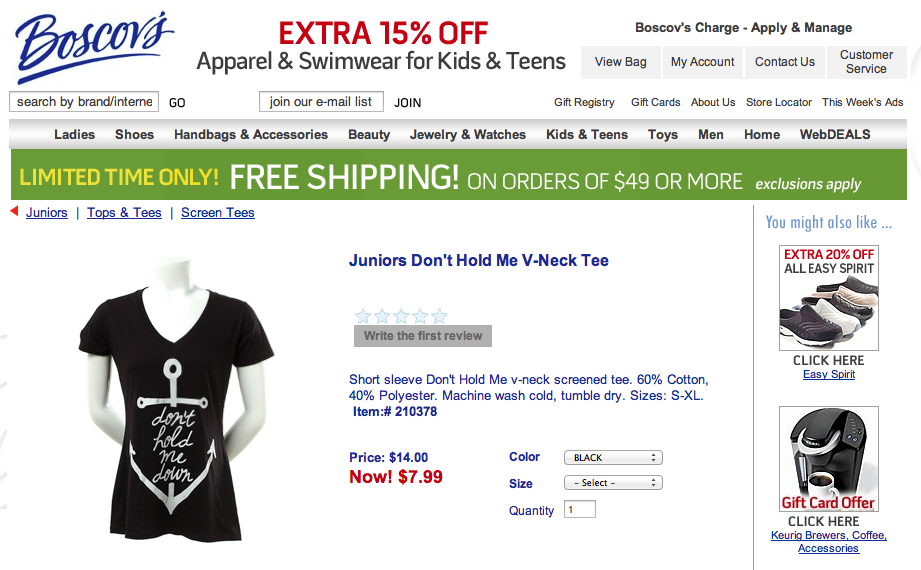 Boscov's
EXTRA 15% OFF
Apparel & Swimwear for Kids & Teens
Boscov's Charge - Apply & Manage
View Bag
My Account
Contact Us
Customer
Service
search by brand/interne
GO
join our e-mail list
JOIN
Gift Registry
Gift Cards
About Us
Store Locator
This Week's Ads
Ladies
Shoes
Handbags & Accessories
Beauty
Jewelry & Watches
Kids & Teens
Toys
Men
Home
WebDEALS
LIMITED TIME ONLY! FREE SHIPPING! ON ORDERS OF $49 OR MORE exclusions apply
Juniors | Tops & Tees | Screen Tees
don't
hold
me
down
Juniors Don't Hold Me V-Neck Tee
Write the first review
Short sleeve Don't Hold Me v-neck screened tee. 60% Cotton,
40% Polyester. Machine wash cold, tumble dry. Sizes: S-XL.
Item:# 210378
Price: $14.00
Now! $7.99
Color
BLACK
Size
- Select -
Quantity
1
You might also like ...
EXTRA 20% OFF
ALL EASY SPIRIT
CLICK HERE
Easy Spirit
Gift Card Offer
CLICK HERE
Keurig Brewers, Coffee,
Accessories